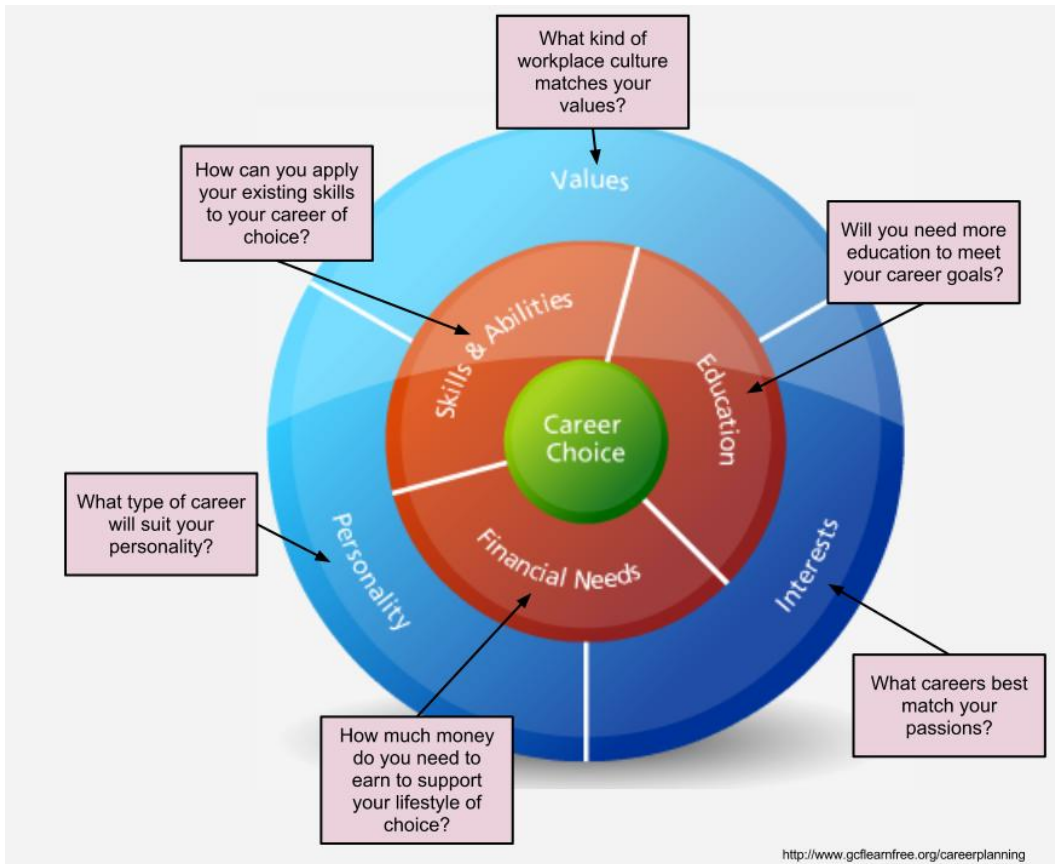 What kind of
workplace culture
matches your
values?
How can you apply
your existing skills
to your career of
choice?
Values
Will you need more
education to meet
your career goals?
Skills & Abilities
Education
Career
Choice
What type of career
will suit your
personality?
Personality
Financial Needs
Interests
What careers best
match your
passions?
How much money
do you need to
earn to support
your lifestyle of
choice?
http://www.gcflearnfree.org/careerplanning